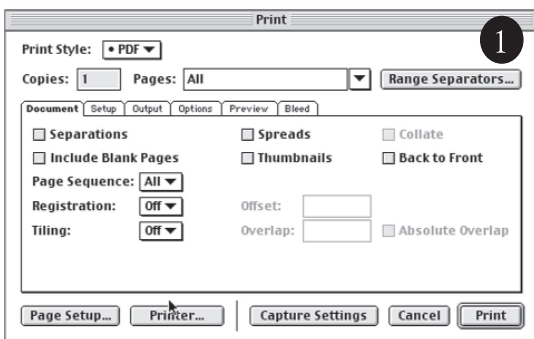 Print
1
Print Style: • PDF
Copies: 1 Pages: All Range Separators...
Document Setup Output Options Preview Bleed
Separations Spreads Collate
Include Blank Pages Thumbnails Back to Front
Page Sequence: All
Registration: Off Offset:
Tiling: Off Overlap: Absolute Overlap
Page Setup... Printer... Capture Settings Cancel Print